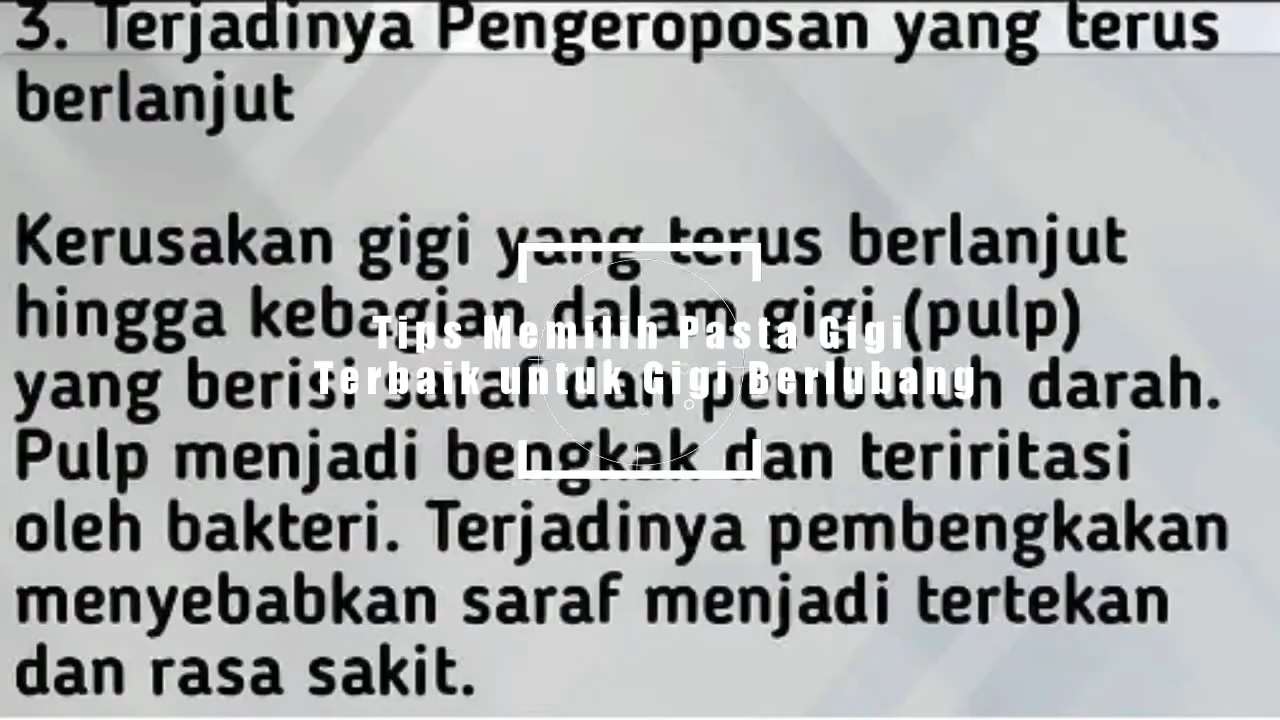 3. Terjadinya Pengeroposan yang terus
berlanjut
Kerusakan gigi yang terus berlanjut
hingga kebagian dalam gigi (pulp)
yang berisi saraf dan pembuluh darah.
Pulp menjadi bengkak dan teriritasi
oleh bakteri. Terjadinya pembengkakan
menyebabkan saraf menjadi tertekan
dan rasa sakit.
Tips Memilih Pasta Gigi
Terbaik untuk Gigi Berlubang